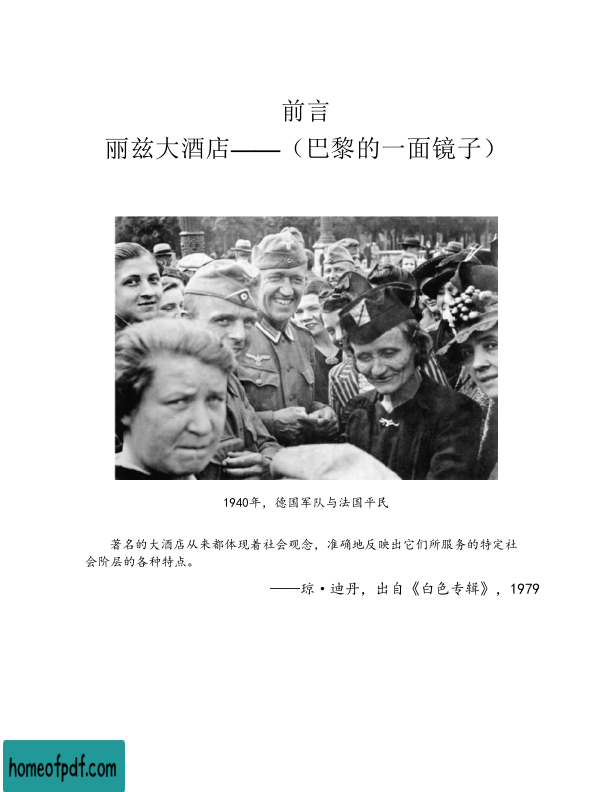 前言
丽兹大酒店——（巴黎的一面镜子）
1940年，德国军队与法国平民
著名的大酒店从来都体现着社会观念，准确地反映出它们所服务的特定社
会阶层的各种特点。
——琼·迪丹，出自《白色专辑》，1979
homeofpdf.com